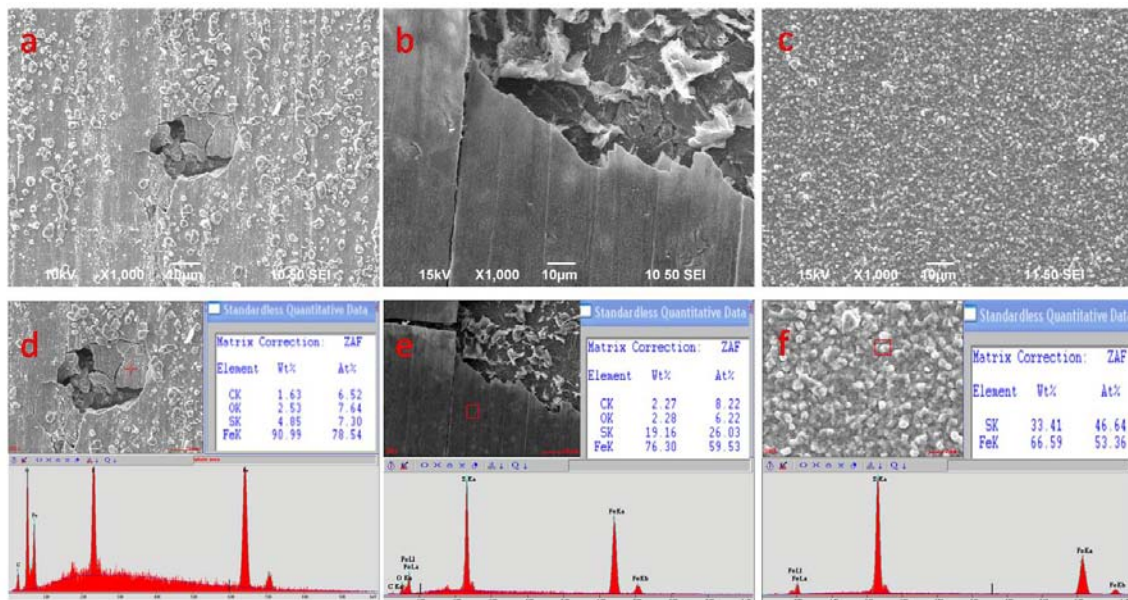 a
b
c
10kV X1,000 10µm 10 50 SEI
15kV X1,000 10µm 10 50 SEI
15kV X1,000 10µm 11 50 SEI
d
Standardless Quantitative Data
Matrix Correction: ZAF
Element Wt% At%
CK 1.63 6.52
OK 2.53 7.64
SK 4.85 7.30
FeK 90.99 78.54
e
Standardless Quantitative Data
Matrix Correction: ZAF
Element Wt% At%
CK 2.27 8.22
OK 2.28 6.22
SK 19.16 26.03
FeK 76.30 59.53
f
Standardless Quantitative Data
Matrix Correction: ZAF
Element Wt% At%
SK 33.41 46.64
FeK 66.59 53.36
Fe
S Ka
FeKa
FeLl
FeLa
O Ka
C Ka
FeKb
S Ka
FeKa
FeLl
FeLa
FeKb